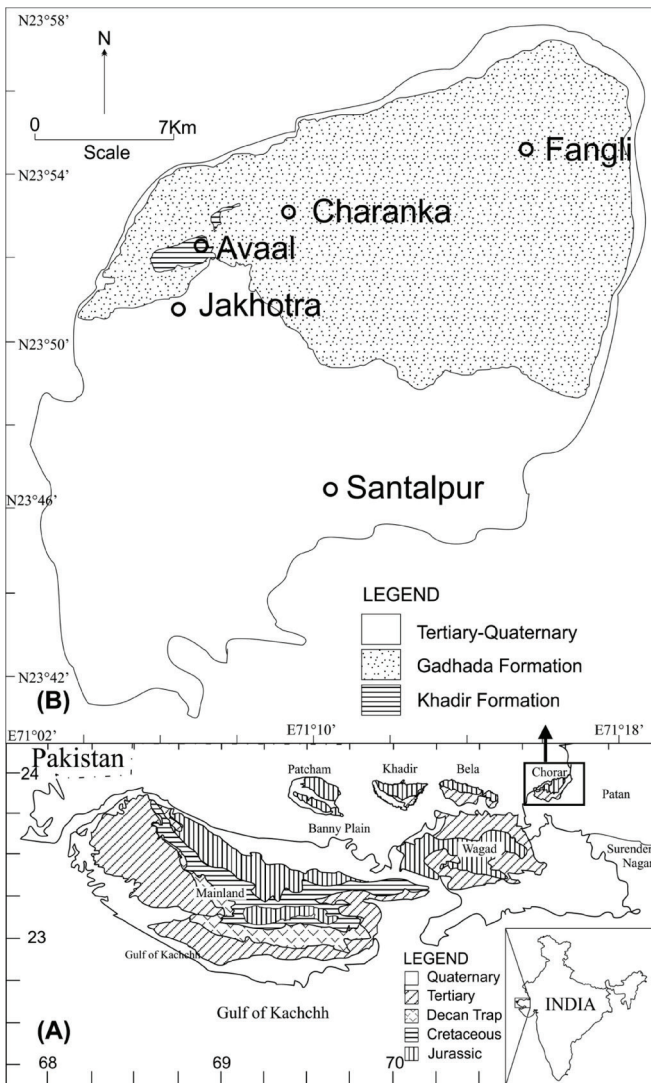 N23°58’
N
0 7Km
Scale
N23°54’
Fangli
Charanka
Avaal
Jakhotra
N23°50’
Santalpur
N23°46’
LEGEND
Tertiary-Quaternary
Gadhada Formation
Khadir Formation
N23°42’
(B)
E71°02’ E71°10’ E71°18’
Pakistan
24
Patcham Khadir Bela Chorar
Patan
Banny Plain
Wagad
Surender
Nagar
Mainland
23
Gulf of Kachchh
LEGEND
Quaternary
Tertiary
Decan Trap
Cretaceous
Jurassic
INDIA
Gulf of Kachchh
(A)
68 69 70